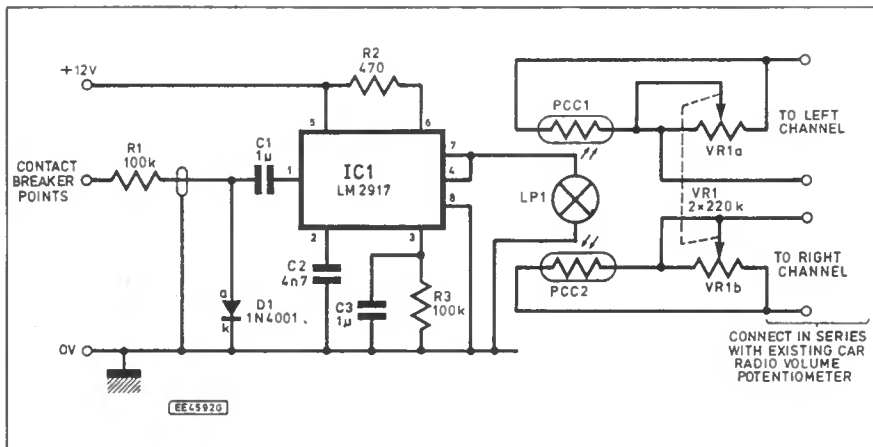 +12V
R2
470
5
6
PCC1
VR1a
TO LEFT
CHANNEL
R1
100k
C1
1µ
1
IC1
LM2917
7
4
8
CONTACT
BREAKER
POINTS
LP1
VR1
2×220k
2
3
C2
4n7
a
k
D1
1N4001
C3
1µ
R3
100k
PCC2
VR1b
TO RIGHT
CHANNEL
0V
CONNECT IN SERIES
WITH EXISTING CAR
RADIO VOLUME
POTENTIOMETER
EE4592G